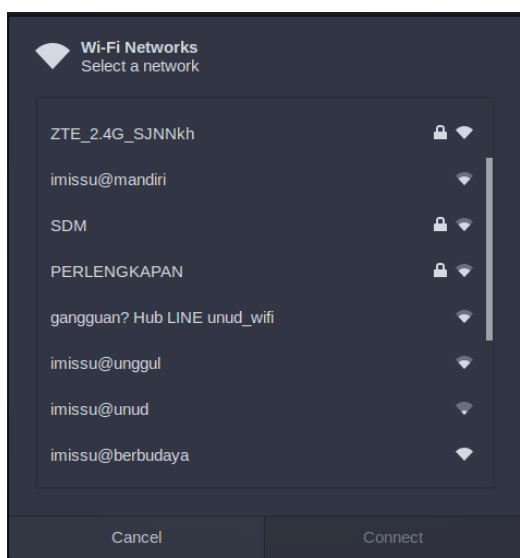 Wi-Fi Networks
Select a network
ZTE_2.4G_SJNNkh
imissu@mandiri
SDM
PERLENGKAPAN
gangguan? Hub LINE unud_wifi
imissu@unggul
imissu@unud
imissu@berbudaya
Cancel
Connect